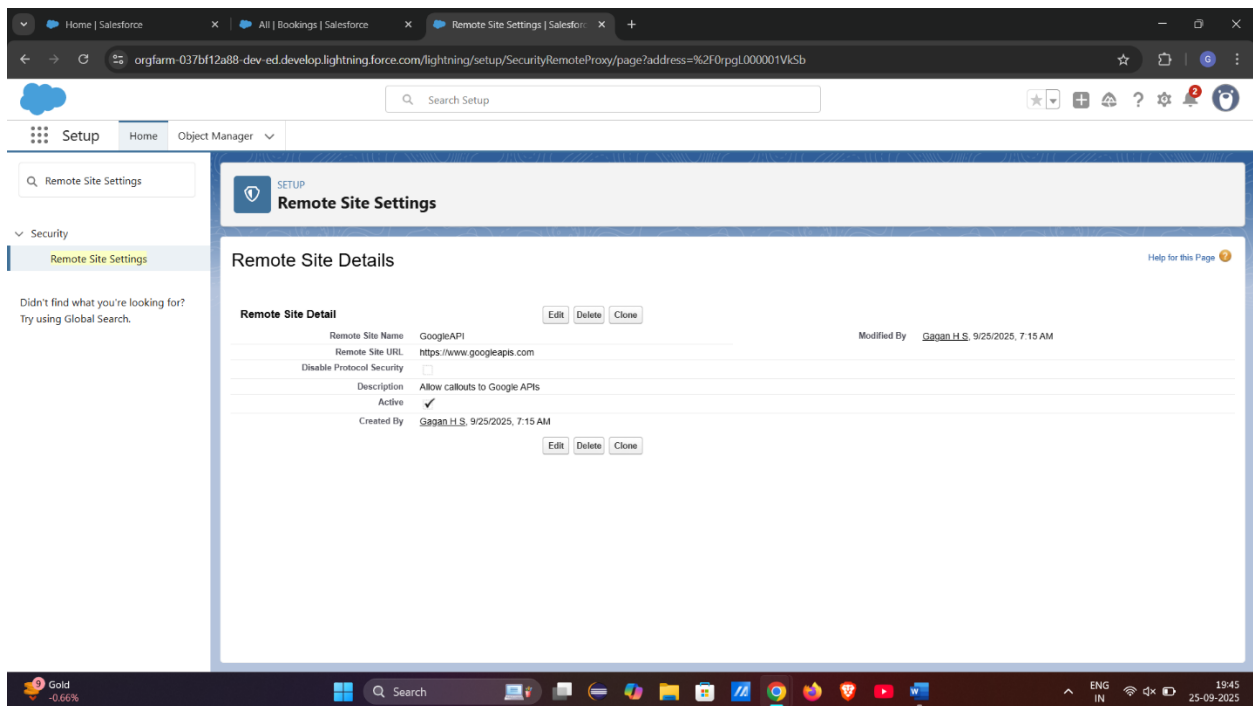 Home | Salesforce
All | Bookings | Salesforce
Remote Site Settings | Salesforc
orgfarm-037bf12a88-dev-ed.develop.lightning.force.com/lightning/setup/SecurityRemoteProxy/page?address=%2F0rpgL000001VkSb
G
Search Setup
2
Setup Home Object Manager
Remote Site Settings
SETUP
Remote Site Settings
Security
Remote Site Settings
Didn't find what you're looking for?
Try using Global Search.
Remote Site Details
Help for this Page
Remote Site Detail Edit Delete Clone
Remote Site Name GoogleAPI Modified By Gagan H S, 9/25/2025, 7:15 AM
Remote Site URL https://www.googleapis.com
Disable Protocol Security
Description Allow callouts to Google APIs
Active ✓
Created By Gagan H S, 9/25/2025, 7:15 AM
Edit Delete Clone
9
Gold
-0.66%
Search
W
ENG
IN
19:45
25-09-2025